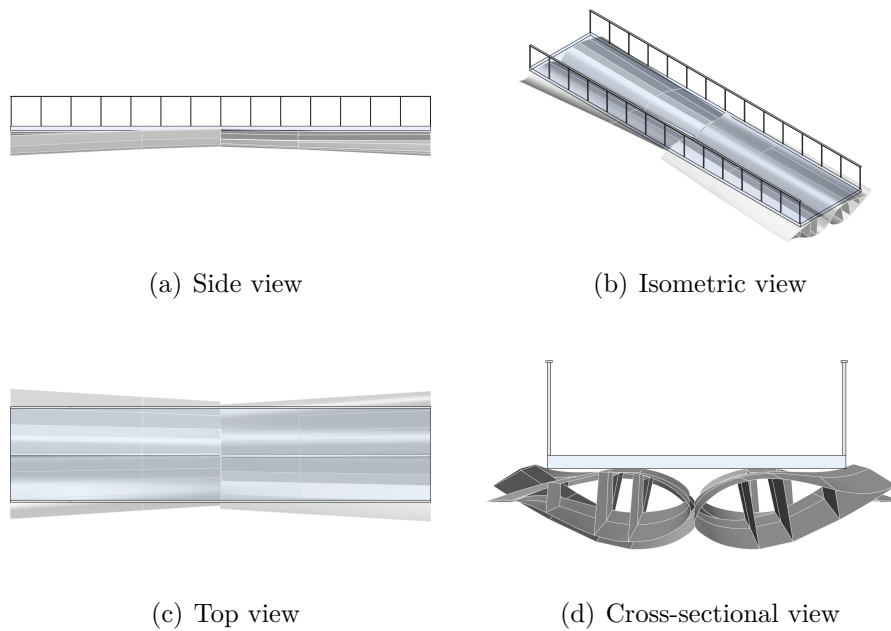 (a) Side view
(b) Isometric view
(c) Top view
(d) Cross-sectional view